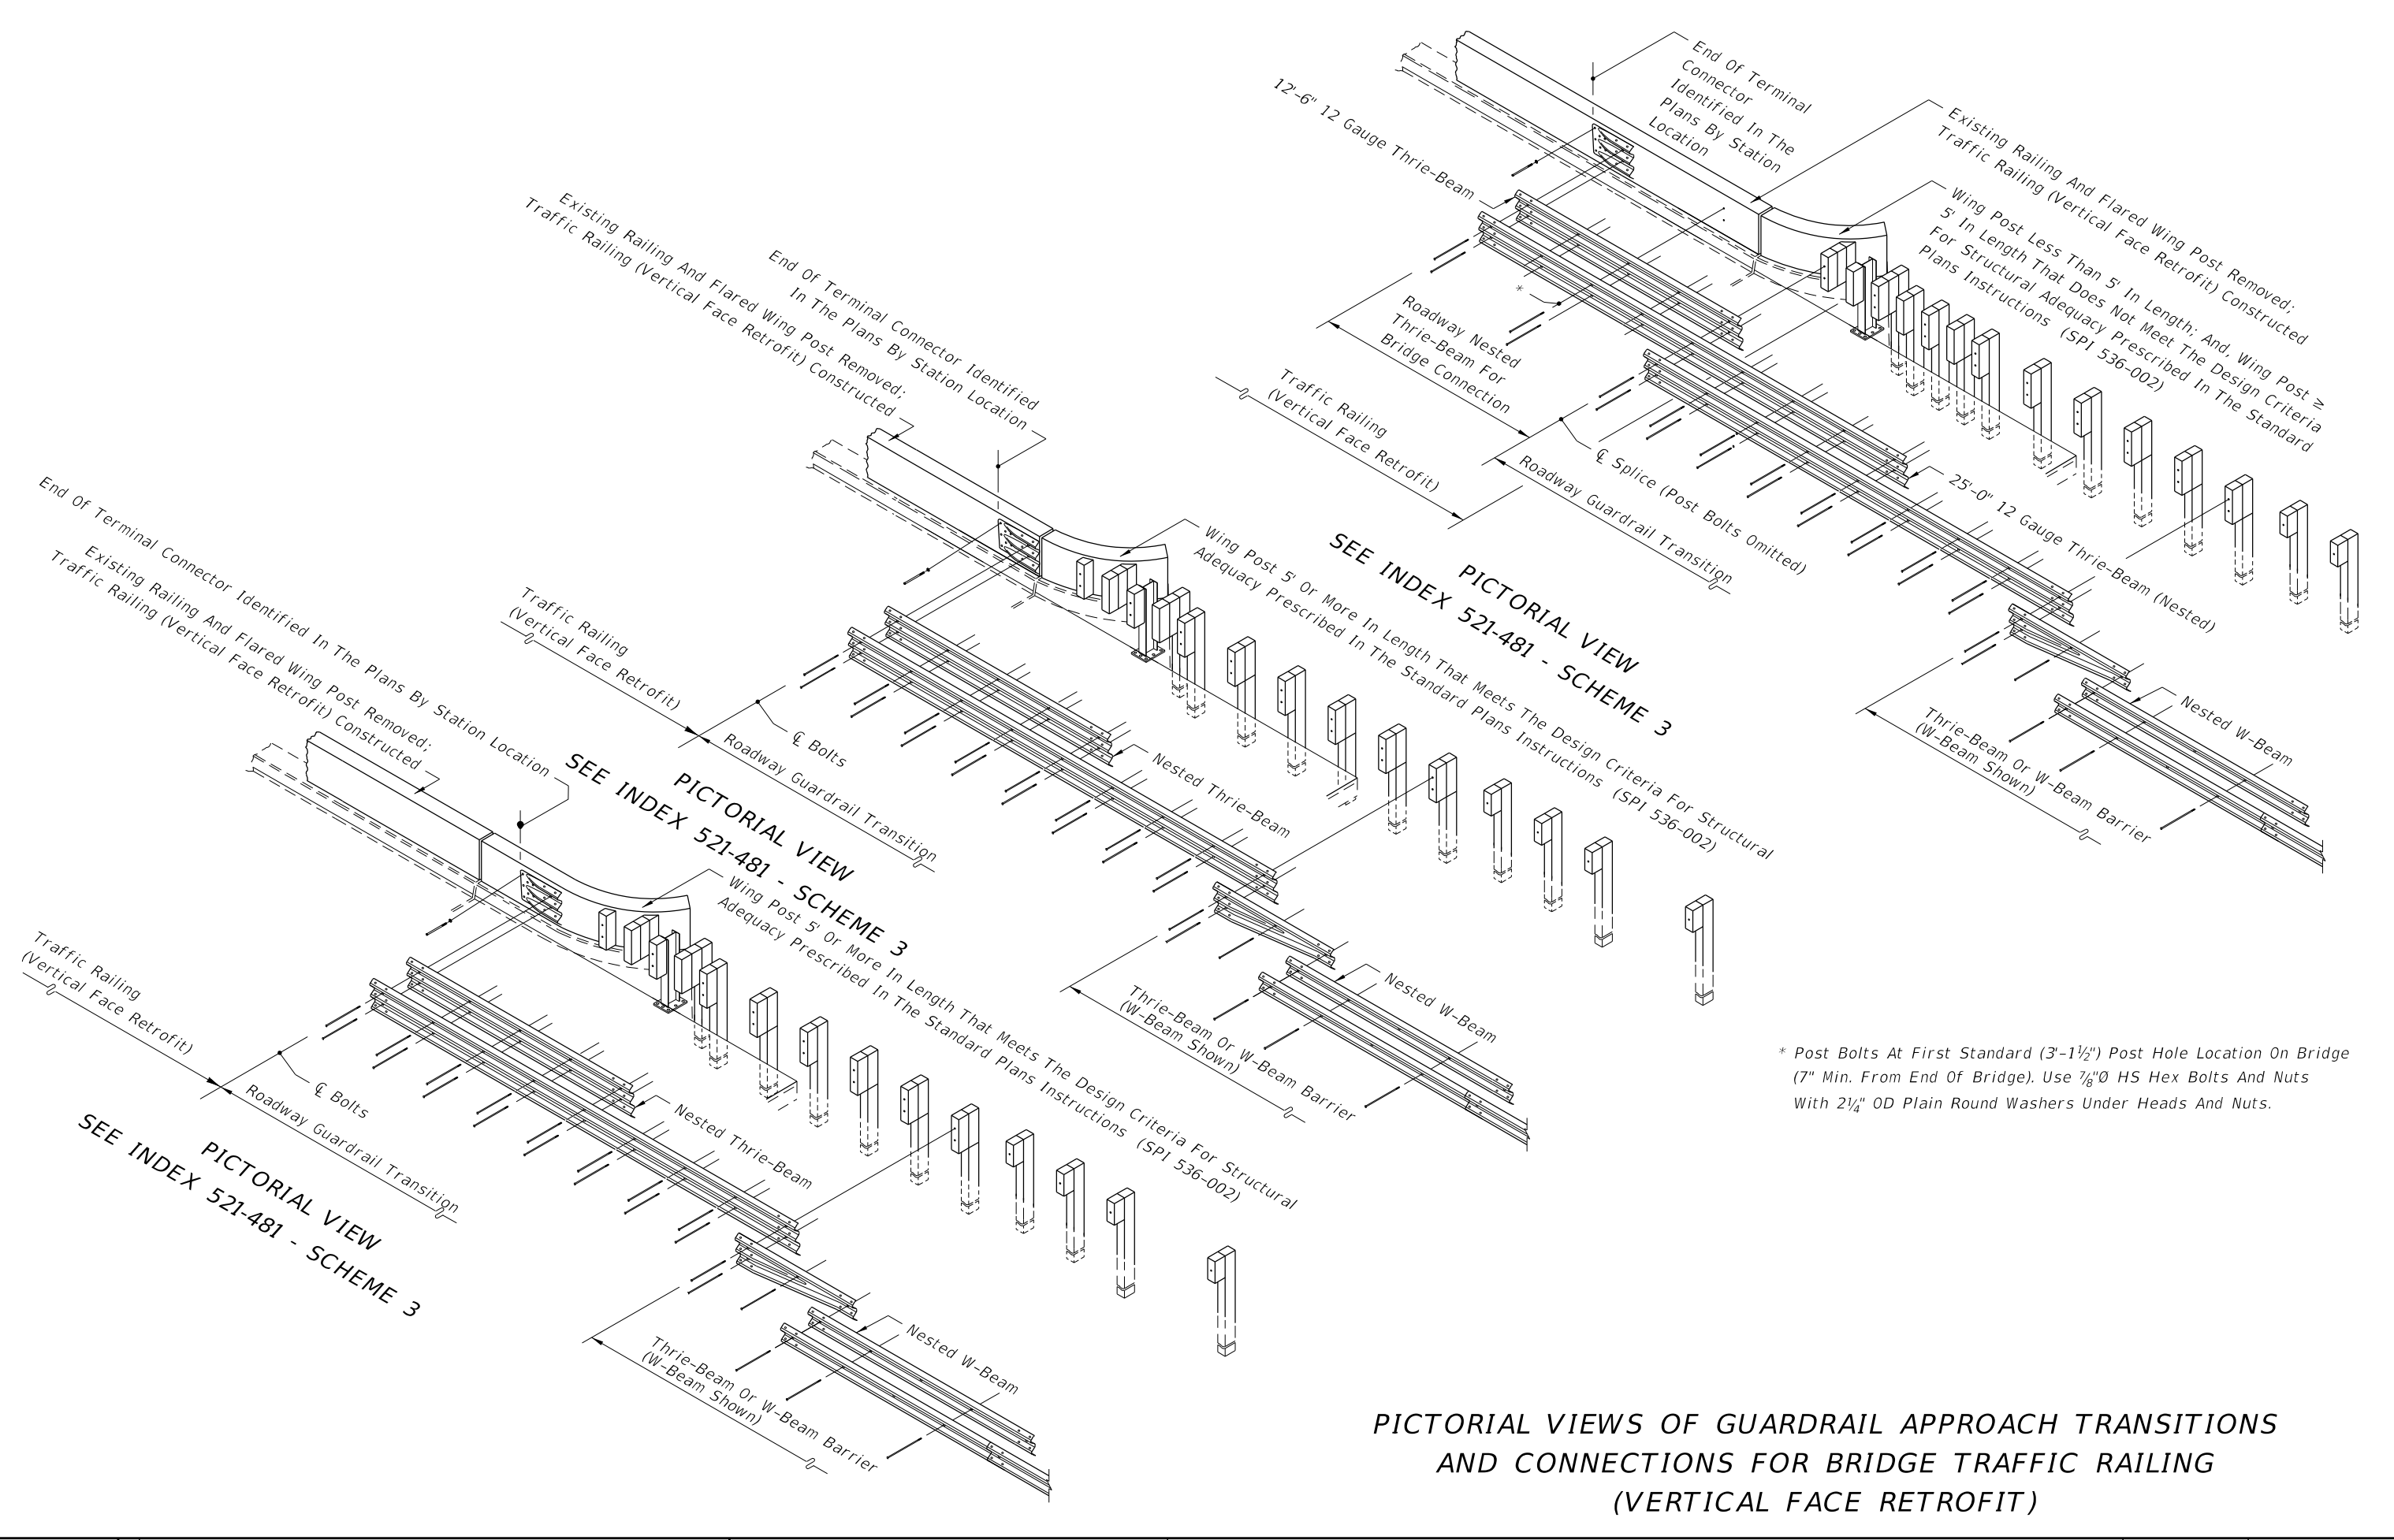 End Of Terminal
Connector
Identified In The
Plans By Station
Location
12'-6" 12 Gauge Thrie-Beam
Existing Railing And Flared Wing Post Removed;
Traffic Railing (Vertical Face Retrofit) Constructed
Wing Post Less Than 5' In Length; And, Wing Post ≥
5' In Length That Does Not Meet The Design Criteria
For Structural Adequacy Prescribed In The Standard
Plans Instructions (SPI 536-002)
*
Roadway Nested
Thrie-Beam For
Bridge Connection
Traffic Railing
(Vertical Face Retrofit)
℄ Splice (Post Bolts Omitted)
Roadway Guardrail Transition
25'-0" 12 Gauge Thrie-Beam (Nested)
PICTORIAL VIEW
SEE INDEX 521-481 - SCHEME 3
Nested W-Beam
Thrie-Beam Or W-Beam Barrier
(W-Beam Shown)
Existing Railing And Flared Wing Post Removed;
Traffic Railing (Vertical Face Retrofit) Constructed
End Of Terminal Connector Identified
In The Plans By Station Location
Wing Post 5' Or More In Length That Meets The Design Criteria For Structural
Adequacy Prescribed In The Standard Plans Instructions (SPI 536-002)
Traffic Railing
(Vertical Face Retrofit)
℄ Bolts
Roadway Guardrail Transition
Nested Thrie-Beam
PICTORIAL VIEW
SEE INDEX 521-481 - SCHEME 3
Nested W-Beam
Thrie-Beam Or W-Beam Barrier
(W-Beam Shown)
End Of Terminal Connector Identified In The Plans By Station Location
Existing Railing And Flared Wing Post Removed;
Traffic Railing (Vertical Face Retrofit) Constructed
Wing Post 5' Or More In Length That Meets The Design Criteria For Structural
Adequacy Prescribed In The Standard Plans Instructions (SPI 536-002)
Traffic Railing
(Vertical Face Retrofit)
℄ Bolts
Roadway Guardrail Transition
Nested Thrie-Beam
PICTORIAL VIEW
SEE INDEX 521-481 - SCHEME 3
Nested W-Beam
Thrie-Beam Or W-Beam Barrier
(W-Beam Shown)
* Post Bolts At First Standard (3'-1½") Post Hole Location On Bridge
(7" Min. From End Of Bridge). Use ⅞"Ø HS Hex Bolts And Nuts
With 2¼" OD Plain Round Washers Under Heads And Nuts.
PICTORIAL VIEWS OF GUARDRAIL APPROACH TRANSITIONS
AND CONNECTIONS FOR BRIDGE TRAFFIC RAILING
(VERTICAL FACE RETROFIT)